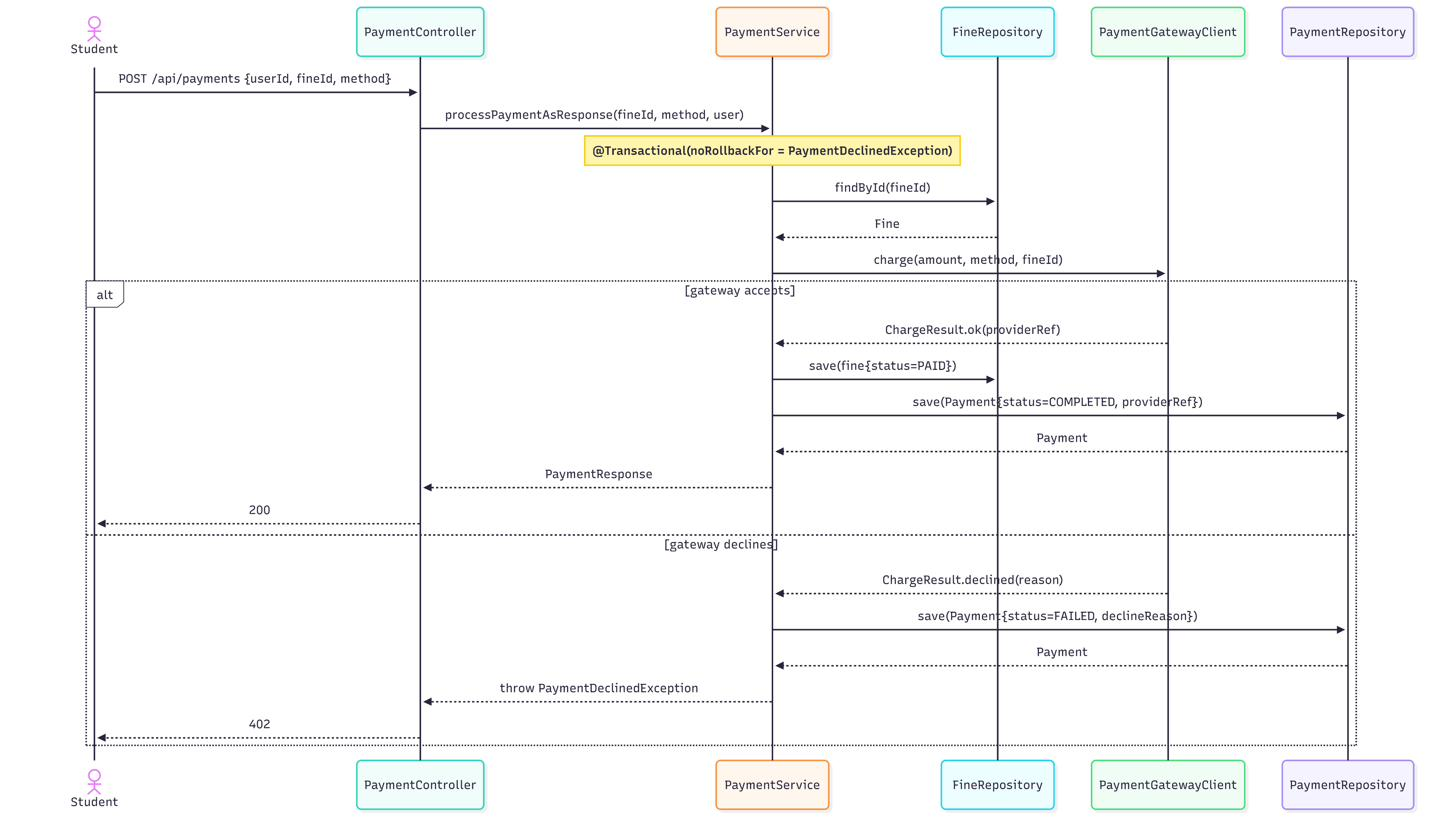 Student
PaymentController
PaymentService
FineRepository
PaymentGatewayClient
PaymentRepository
POST /api/payments {userId, fineId, method}
processPaymentAsResponse(fineId, method, user)
@Transactional(noRollbackFor = PaymentDeclinedException)
findById(fineId)
Fine
charge(amount, method, fineId)
alt
[gateway accepts]
ChargeResult.ok(providerRef)
save(fine{status=PAID})
save(Payment{status=COMPLETED, providerRef})
Payment
PaymentResponse
200
[gateway declines]
ChargeResult.declined(reason)
save(Payment{status=FAILED, declineReason})
Payment
throw PaymentDeclinedException
402
Student
PaymentController
PaymentService
FineRepository
PaymentGatewayClient
PaymentRepository